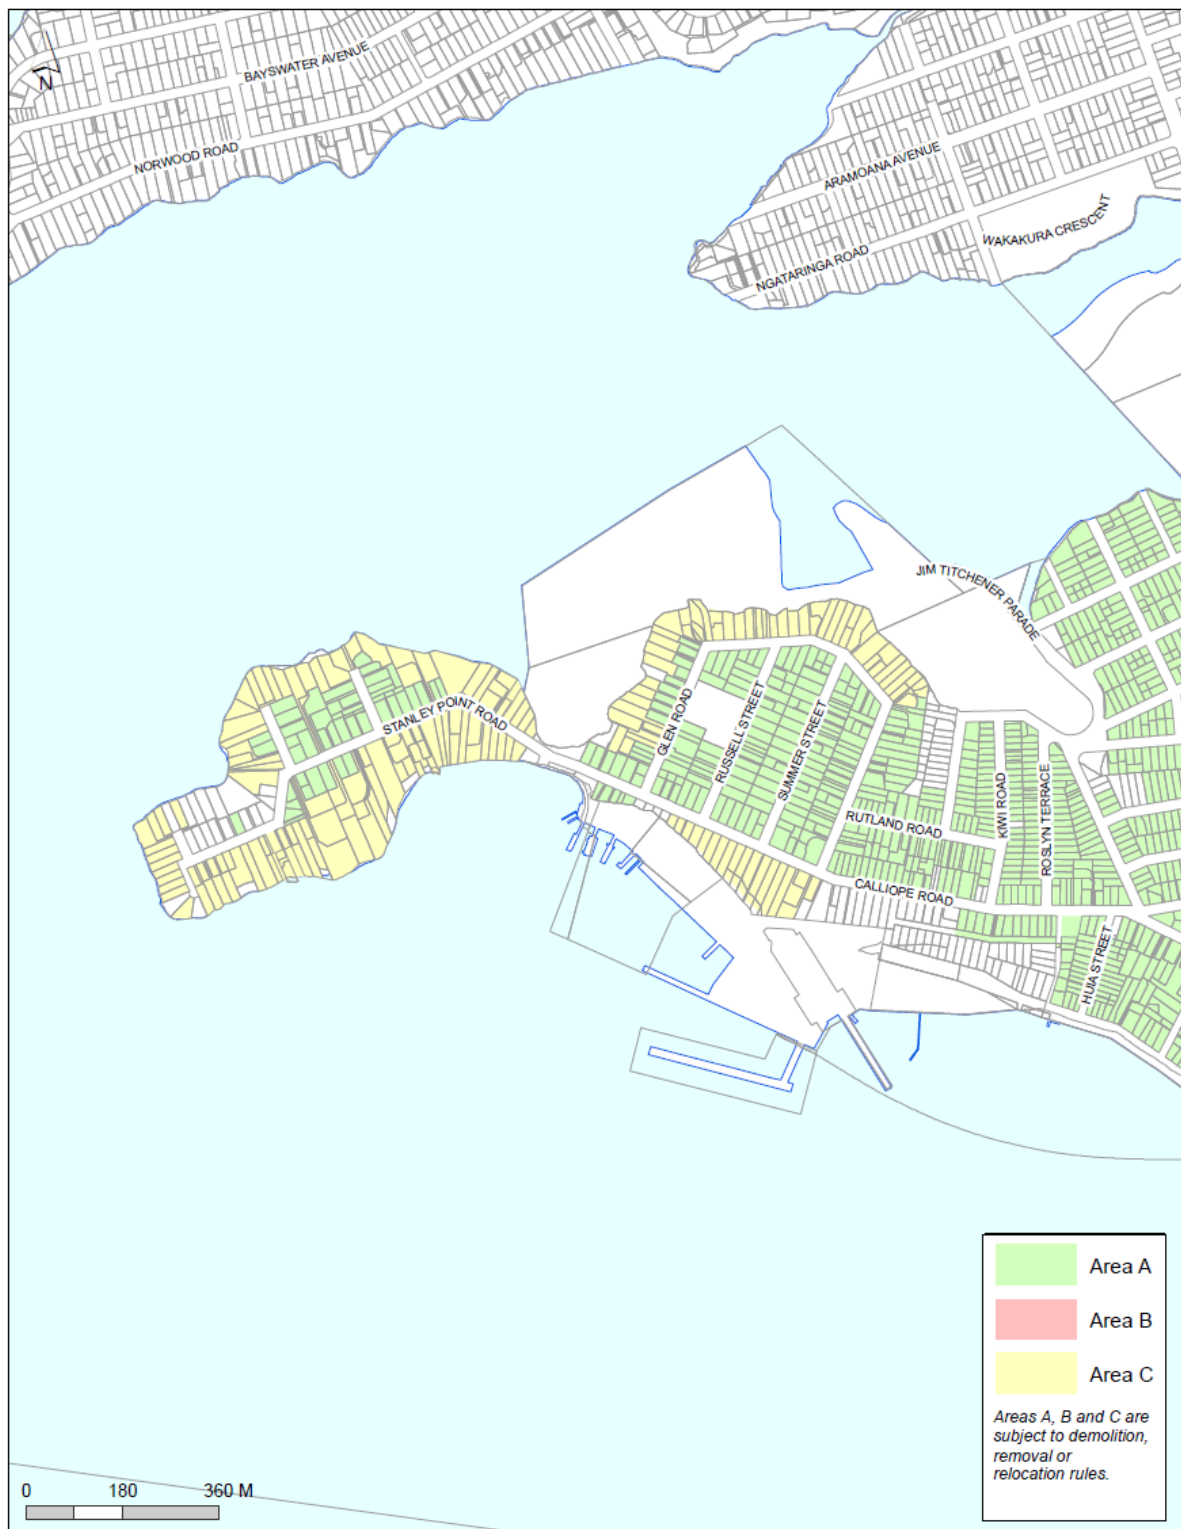 N
BAYSWATER AVENUE
NORWOOD ROAD
ARAMOANA AVENUE
WAKAKURA CRESCENT
NGATARINGA ROAD
JIM TITCHENER PARADE
STANLEY POINT ROAD
GLEN ROAD
RUSSELL STREET
SUMMER STREET
RUTLAND ROAD
KIWI ROAD
ROSLYN TERRACE
CALLIOPE ROAD
HUIA STREET
Area A
Area B
Area C
Areas A, B and C are
subject to demolition,
removal or
relocation rules.
0 180 360 M